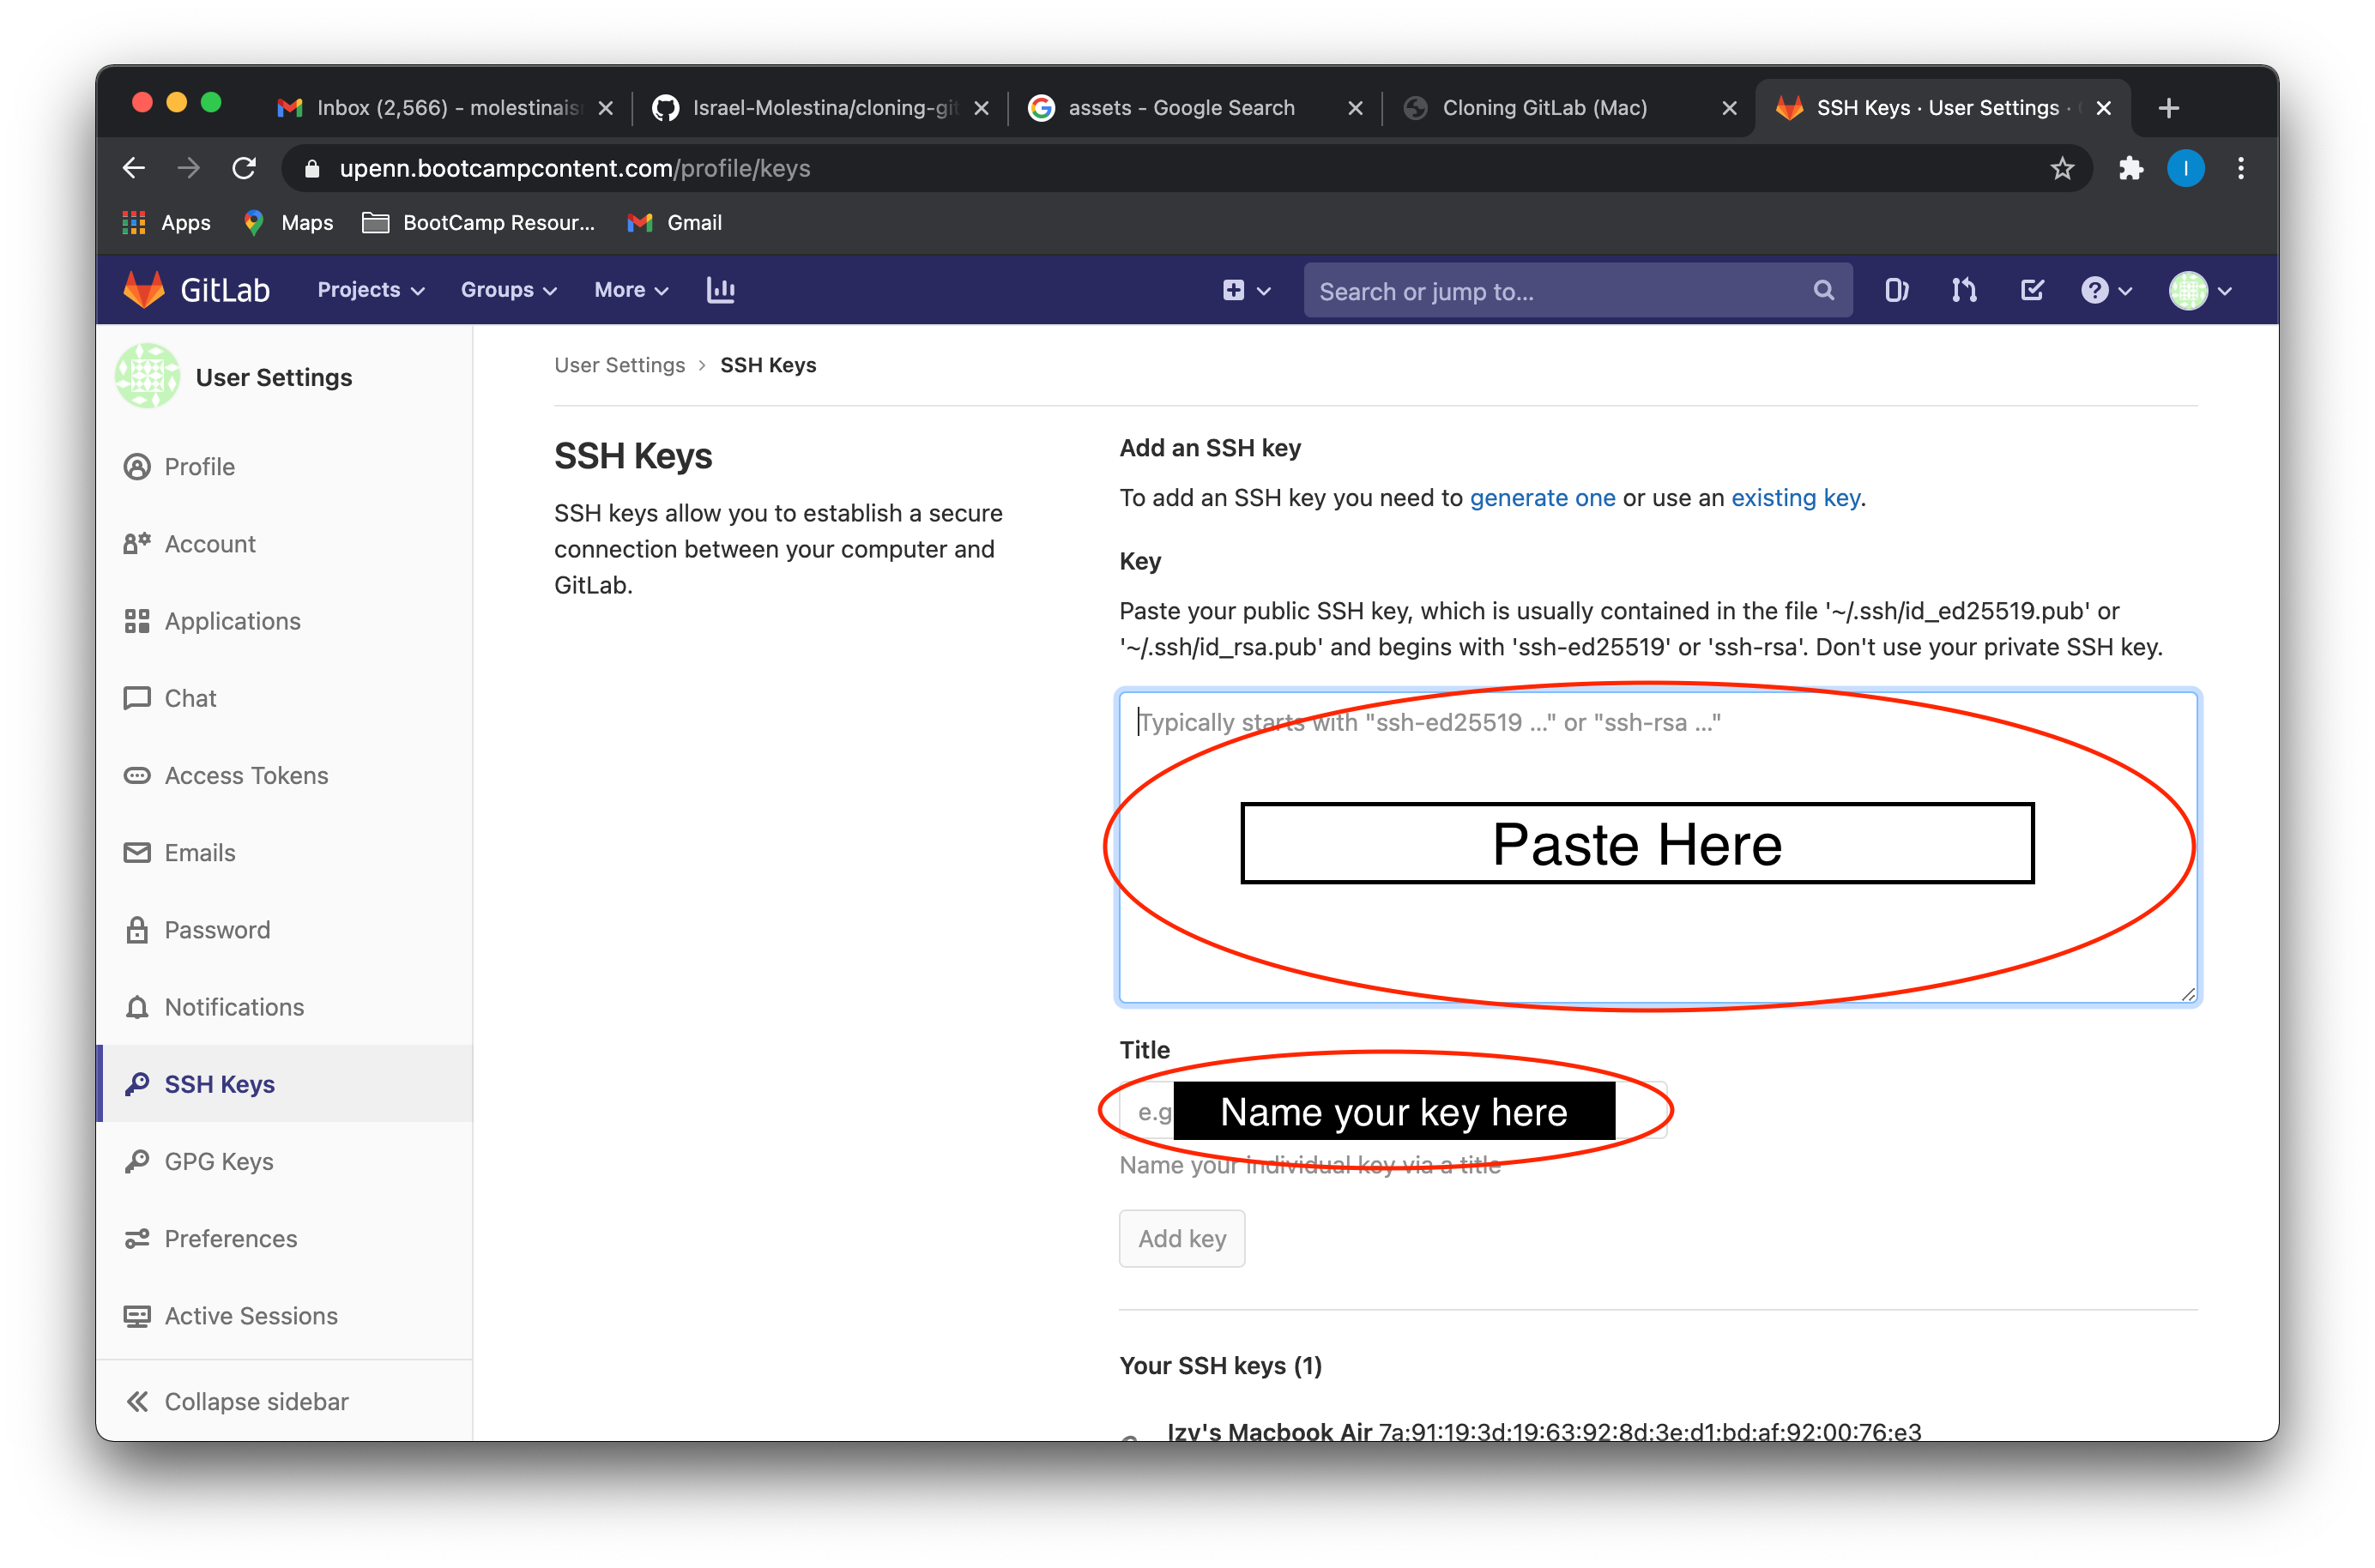 Inbox (2,566) - molestinais
Israel-Molestina/cloning-git
assets - Google Search
Cloning GitLab (Mac)
SSH Keys · User Settings ·
upenn.bootcampcontent.com/profile/keys
I
Apps
Maps
BootCamp Resour...
Gmail
GitLab
Projects
Groups
More
Search or jump to...
User Settings
Profile
Account
Applications
Chat
Access Tokens
Emails
Password
Notifications
SSH Keys
GPG Keys
Preferences
Active Sessions
Collapse sidebar
User Settings › SSH Keys
SSH Keys
SSH keys allow you to establish a secure
connection between your computer and
GitLab.
Add an SSH key
To add an SSH key you need to generate one or use an existing key.
Key
Paste your public SSH key, which is usually contained in the file '~/.ssh/id_ed25519.pub' or
'~/.ssh/id_rsa.pub' and begins with 'ssh-ed25519' or 'ssh-rsa'. Don't use your private SSH key.
Typically starts with "ssh-ed25519 ..." or "ssh-rsa ..."
Paste Here
Title
e.g
Name your key here
Name your individual key via a title
Add key
Your SSH keys (1)
Izy's Macbook Air 7a:91:19:3d:19:63:92:8d:3e:d1:bd:af:92:00:76:e3